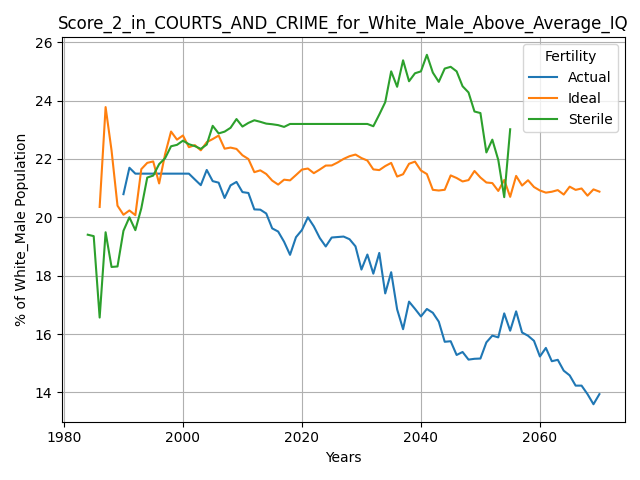 Score_2_in_COURTS_AND_CRIME_for_White_Male_Above_Average_IQ
26
24
22
20
18
16
14
% of White_Male Population
Fertility
Actual
Ideal
Sterile
1980
2000
2020
2040
2060
Years